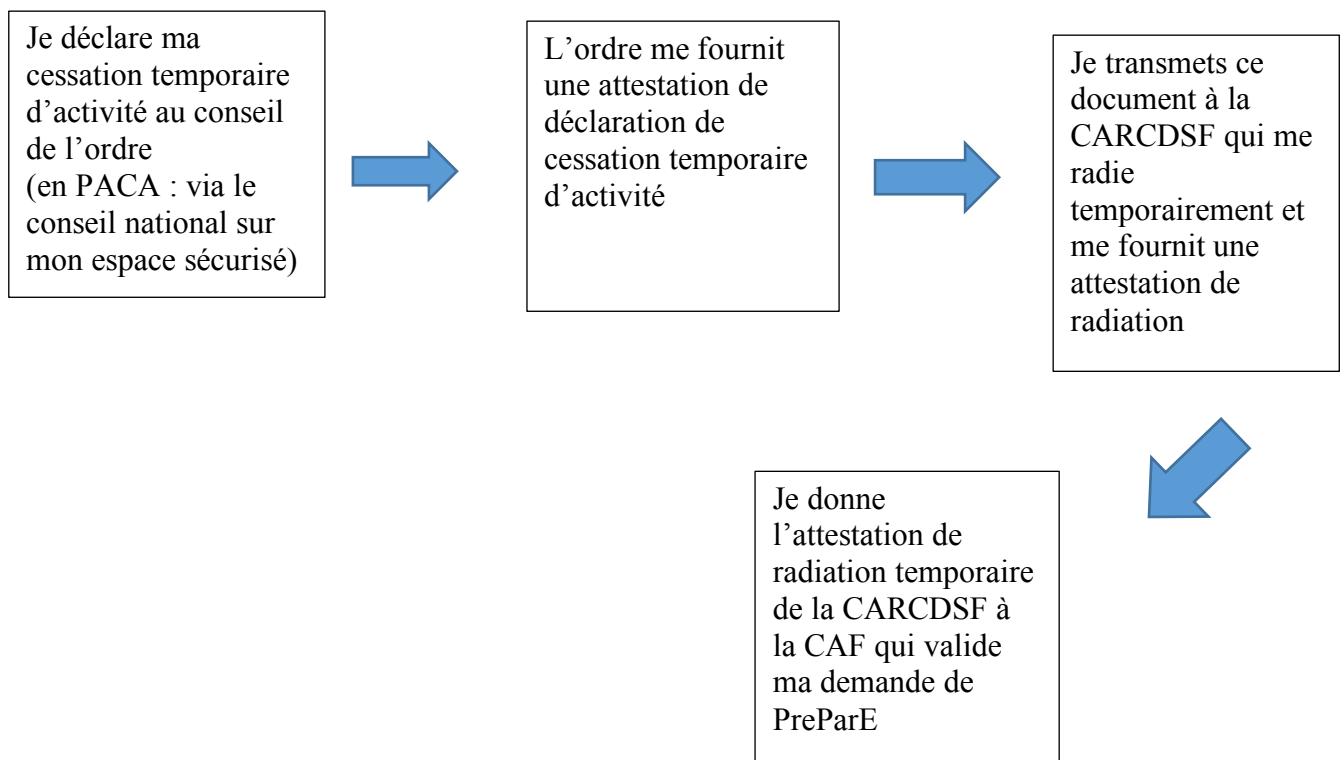 Je déclare ma
cessation temporaire
d’activité au conseil
de l’ordre
(en PACA : via le
conseil national sur
mon espace sécurisé)
L’ordre me fournit
une attestation de
déclaration de
cessation temporaire
d’activité
Je transmets ce
document à la
CARCDSF qui me
radie
temporairement et
me fournit une
attestation de
radiation
Je donne
l’attestation de
radiation temporaire
de la CARCDSF à
la CAF qui valide
ma demande de
PreParE